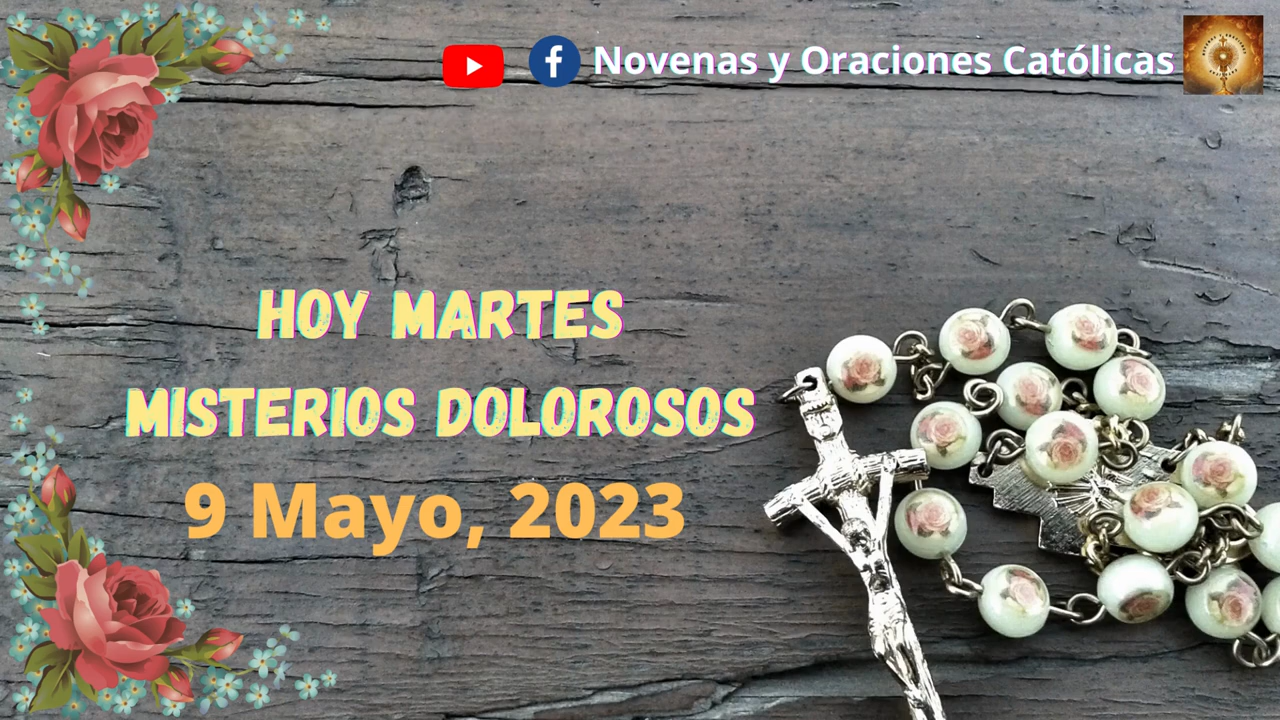 Novenas y Oraciones Católicas
HOY MARTES
MISTERIOS DOLOROSOS
9 Mayo, 2023